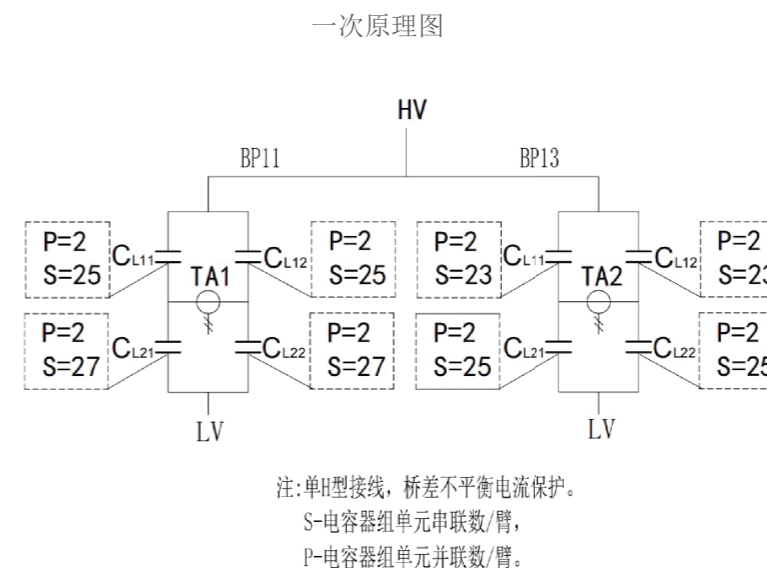 一次原理图
HV
BP11
BP13
P=2
S=25
CL11
TA1
CL12
P=2
S=25
P=2
S=23
CL11
TA2
CL12
P=2
S=23
P=2
S=27
CL21
CL22
P=2
S=27
P=2
S=25
CL21
CL22
P=2
S=25
LV
LV
注:单H型接线，桥差不平衡电流保护。
S-电容器组单元串联数/臂，
P-电容器组单元并联数/臂。